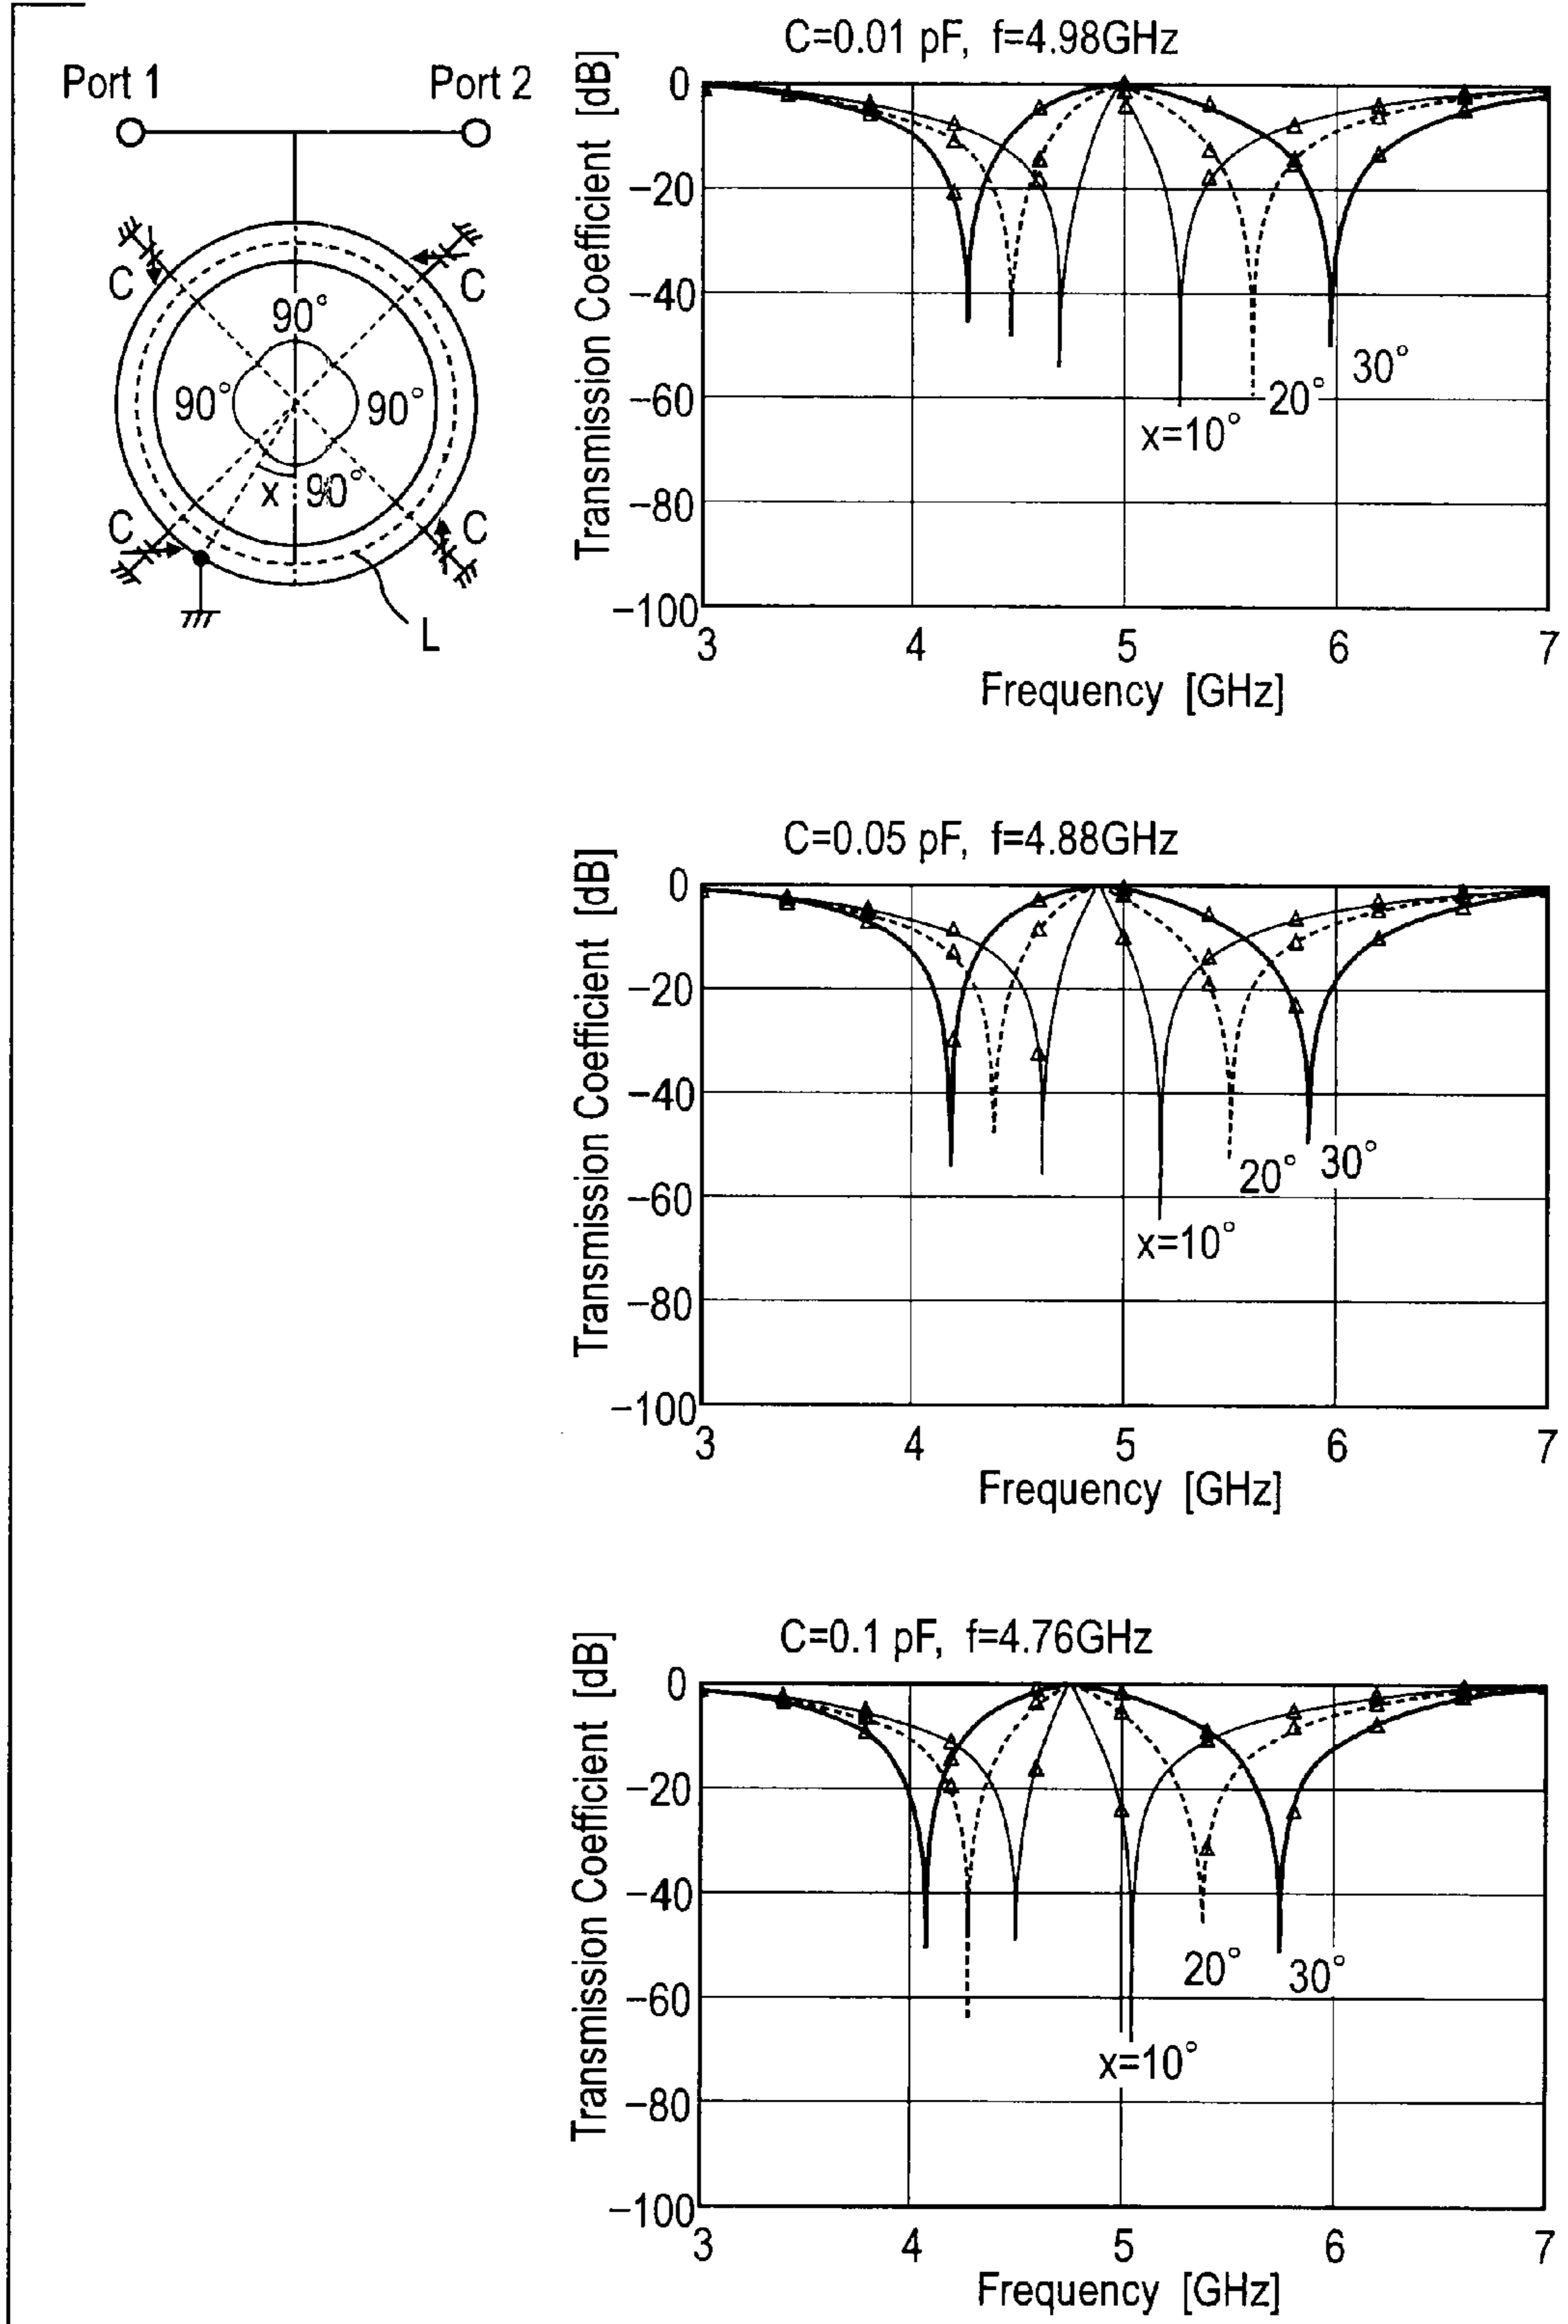 Port 1
Port 2
C
C
90°
90°
90°
x
90°
C
C
L
C=0.01 pF, f=4.98GHz
Transmission Coefficient [dB]
0
−20
−40
−60
−80
−100
30°
20°
x=10°
3
4
5
6
7
Frequency [GHz]
C=0.05 pF, f=4.88GHz
Transmission Coefficient [dB]
0
−20
−40
−60
−80
−100
20°
30°
x=10°
3
4
5
6
7
Frequency [GHz]
C=0.1 pF, f=4.76GHz
Transmission Coefficient [dB]
0
−20
−40
−60
−80
−100
20°
30°
x=10°
3
4
5
6
7
Frequency [GHz]